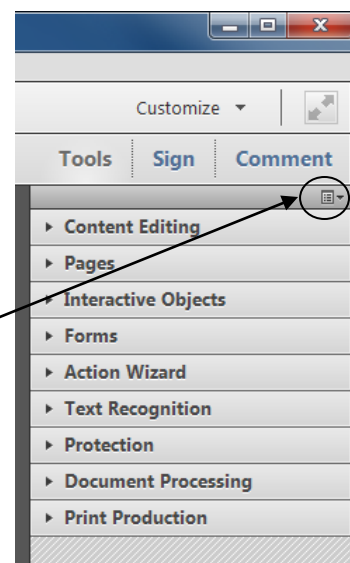 Customize
Tools Sign Comment
Content Editing
Pages
Interactive Objects
Forms
Action Wizard
Text Recognition
Protection
Document Processing
Print Production